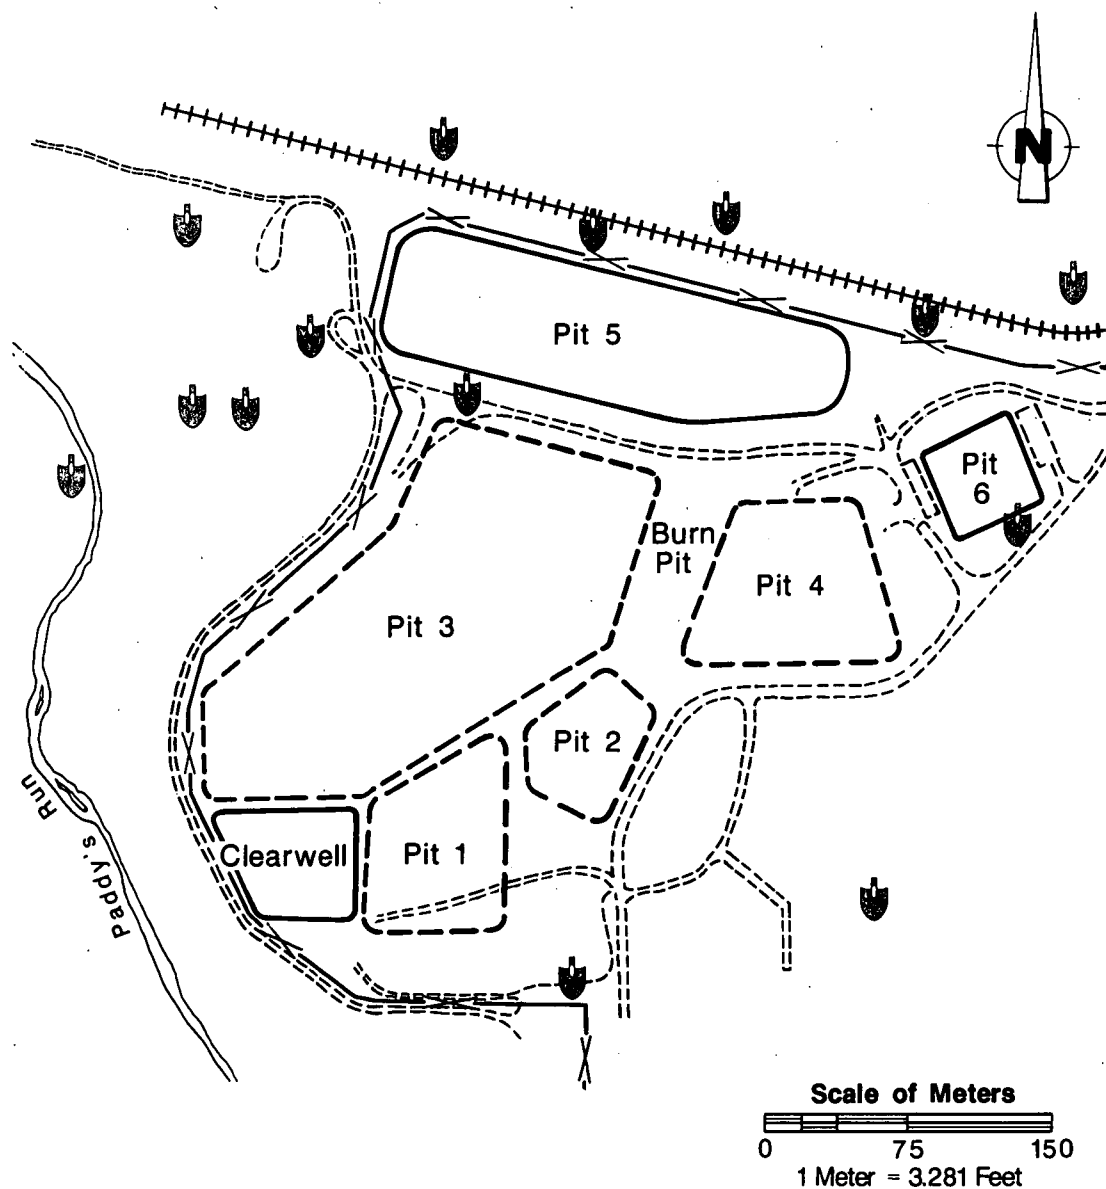 N
Pit 5
Pit
6
Burn
Pit
Pit 4
Pit 3
Pit 2
Clearwell
Pit 1
Paddy's Run
Scale of Meters
0 75 150
1 Meter = 3.281 Feet